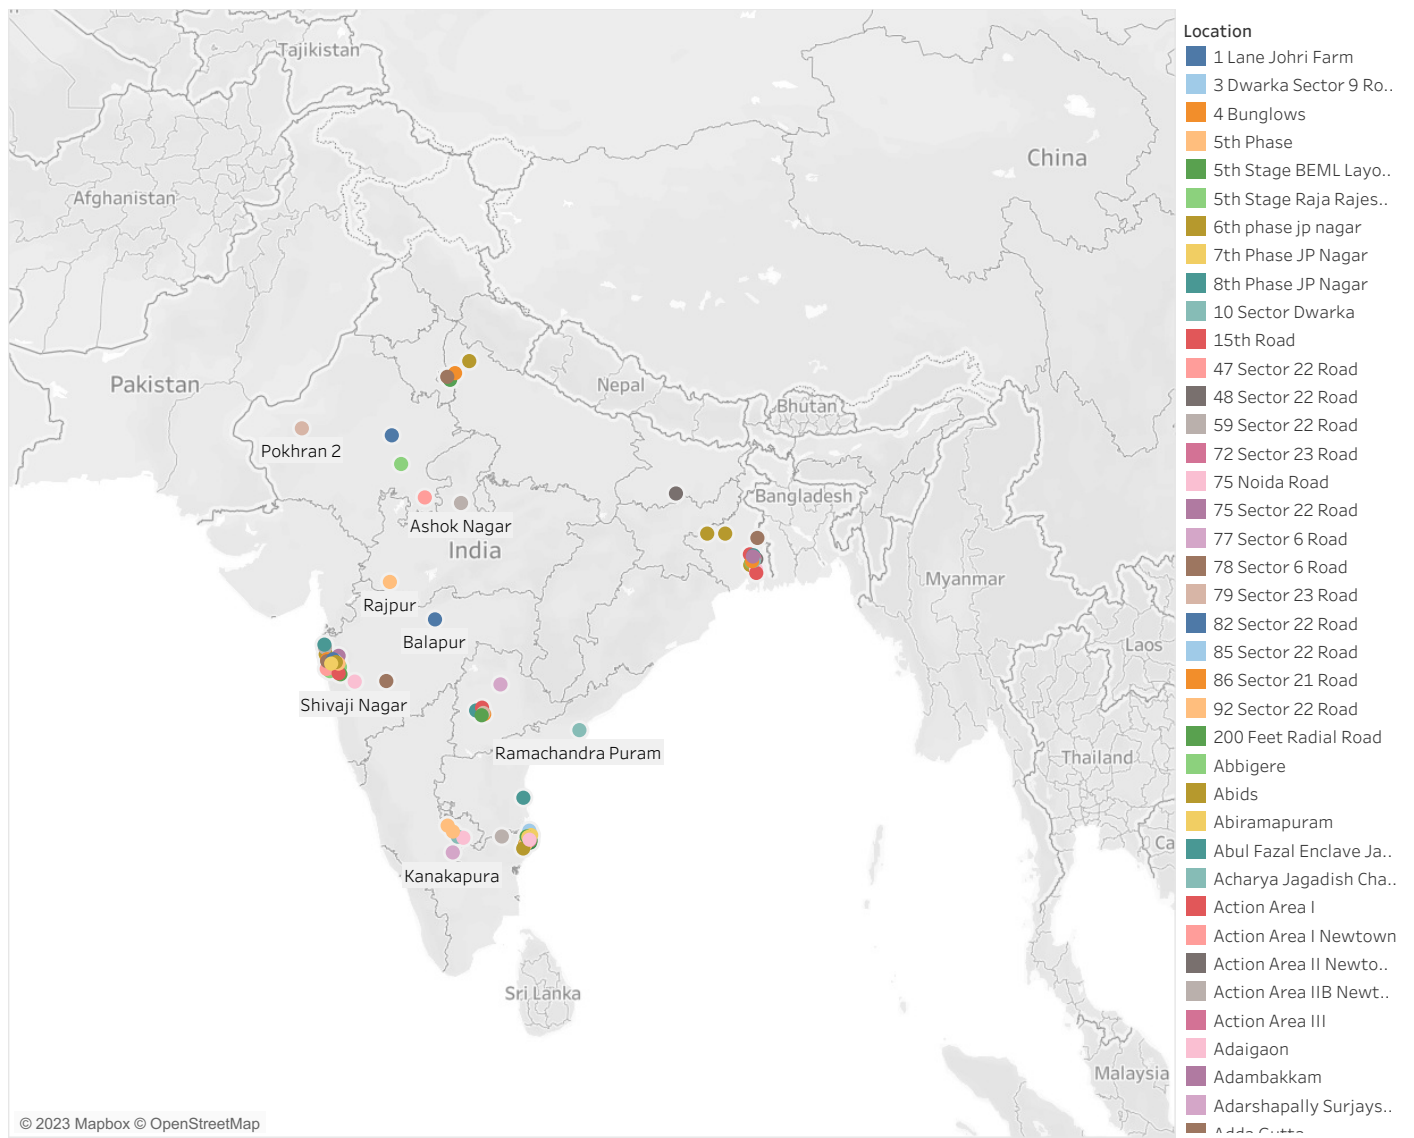 Tajikistan
China
Afghanistan
Pakistan
Nepal
Bhutan
Pokhran 2
Bangladesh
Ashok Nagar
India
Myanmar
Rajpur
Balapur
Laos
Shivaji Nagar
Ramachandra Puram
Thailand
Ca
Kanakapura
Sri Lanka
Malaysia
© 2023 Mapbox © OpenStreetMap
Location
1 Lane Johri Farm
3 Dwarka Sector 9 Ro..
4 Bunglows
5th Phase
5th Stage BEML Layo..
5th Stage Raja Rajes..
6th phase jp nagar
7th Phase JP Nagar
8th Phase JP Nagar
10 Sector Dwarka
15th Road
47 Sector 22 Road
48 Sector 22 Road
59 Sector 22 Road
72 Sector 23 Road
75 Noida Road
75 Sector 22 Road
77 Sector 6 Road
78 Sector 6 Road
79 Sector 23 Road
82 Sector 22 Road
85 Sector 22 Road
86 Sector 21 Road
92 Sector 22 Road
200 Feet Radial Road
Abbigere
Abids
Abiramapuram
Abul Fazal Enclave Ja..
Acharya Jagadish Cha..
Action Area I
Action Area I Newtown
Action Area II Newto..
Action Area IIB Newt..
Action Area III
Adaigaon
Adambakkam
Adarshapally Surjays..